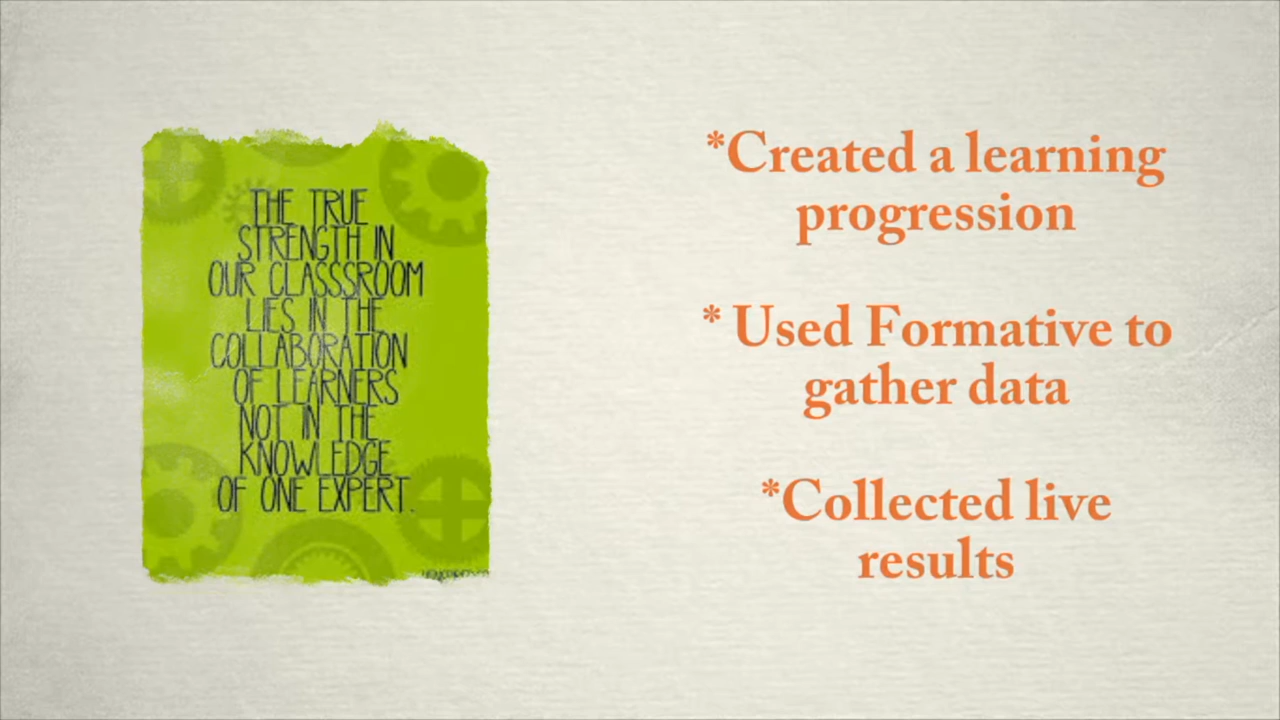 THE TRUE
STRENGTH IN
OUR CLASSSROOM
LIES IN THE
COLLABORATION
OF LEARNERS
NOT IN THE
KNOWLEDGE
OF ONE EXPERT.
*Created a learning
progression
* Used Formative to
gather data
*Collected live
results